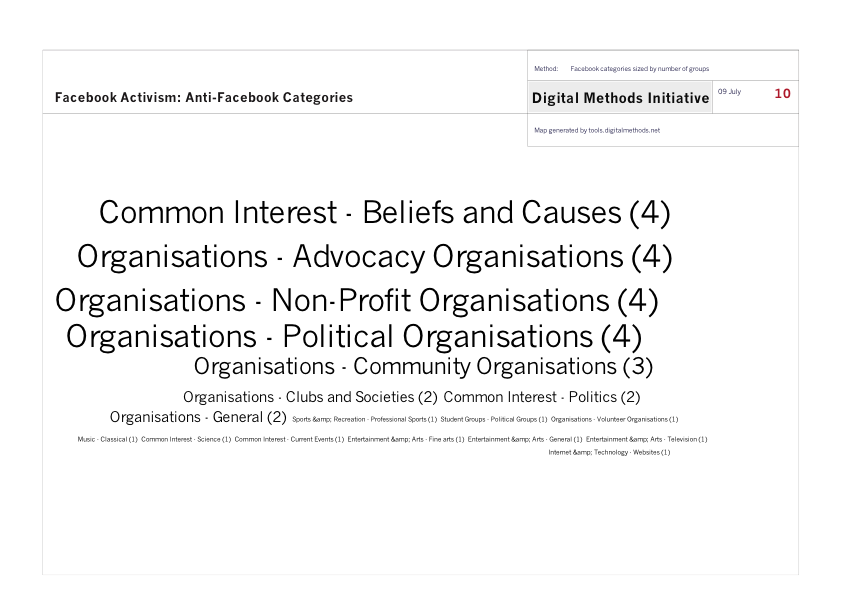 Method: Facebook categories sized by number of groups
Facebook Activism: Anti-Facebook Categories
Digital Methods Initiative 09 July 10
Map generated by tools.digitalmethods.net
Common Interest - Beliefs and Causes (4)
Organisations - Advocacy Organisations (4)
Organisations - Non-Profit Organisations (4)
Organisations - Political Organisations (4)
Organisations - Community Organisations (3)
Organisations - Clubs and Societies (2) Common Interest - Politics (2)
Organisations - General (2) Sports &amp; Recreation - Professional Sports (1) Student Groups - Political Groups (1) Organisations - Volunteer Organisations (1)
Music - Classical (1) Common Interest - Science (1) Common Interest - Current Events (1) Entertainment &amp; Arts - Fine arts (1) Entertainment &amp; Arts - General (1) Entertainment &amp; Arts - Television (1)
Internet &amp; Technology - Websites (1)